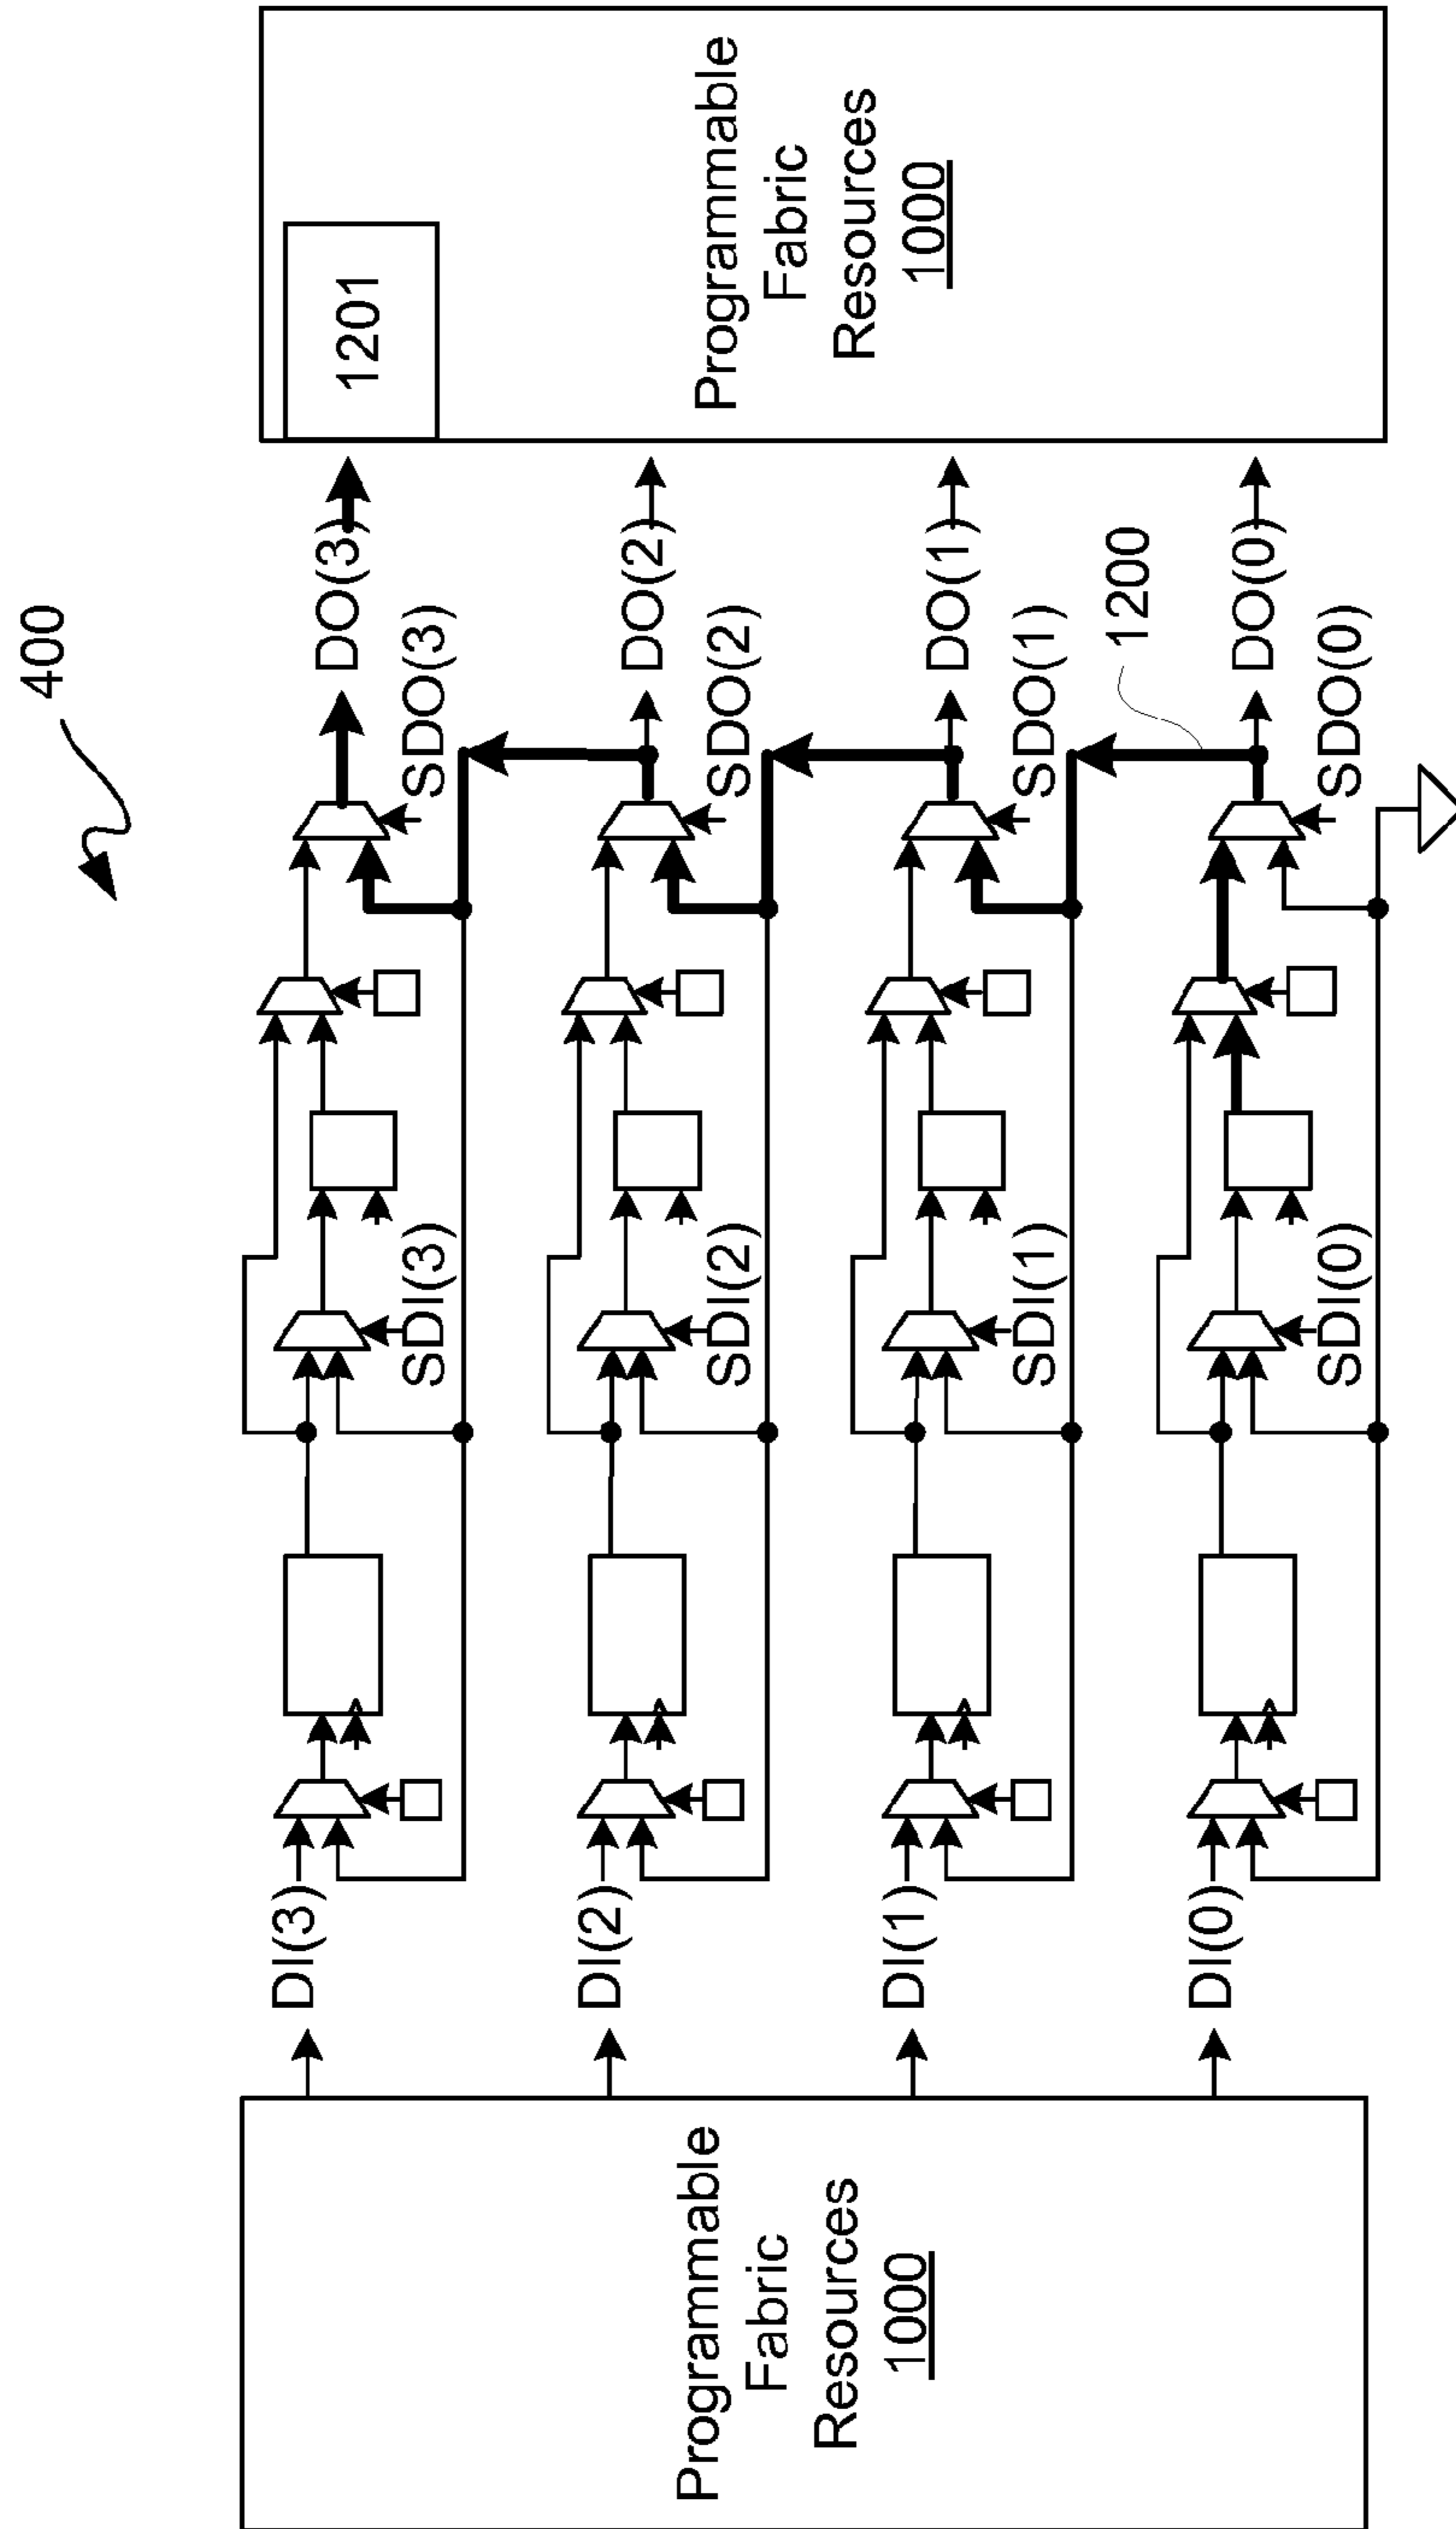 400
Programmable
Fabric
Resources
1000
DI(3)
SDI(3)
SDO(3)
DO(3)
1201
DI(2)
SDI(2)
SDO(2)
DO(2)
DI(1)
SDI(1)
SDO(1)
DO(1)
1200
DI(0)
SDI(0)
SDO(0)
DO(0)
Programmable
Fabric
Resources
1000